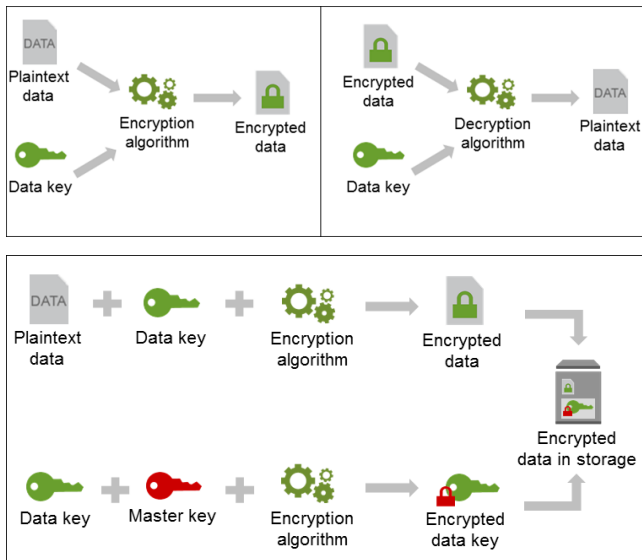 DATA
Plaintext
data
Data key
Encryption
algorithm
Encrypted
data
Encrypted
data
Data key
Decryption
algorithm
DATA
Plaintext
data
DATA
Plaintext
data
Data key
Encryption
algorithm
Encrypted
data
Encrypted
data in storage
Data key
Master key
Encryption
algorithm
Encrypted
data key